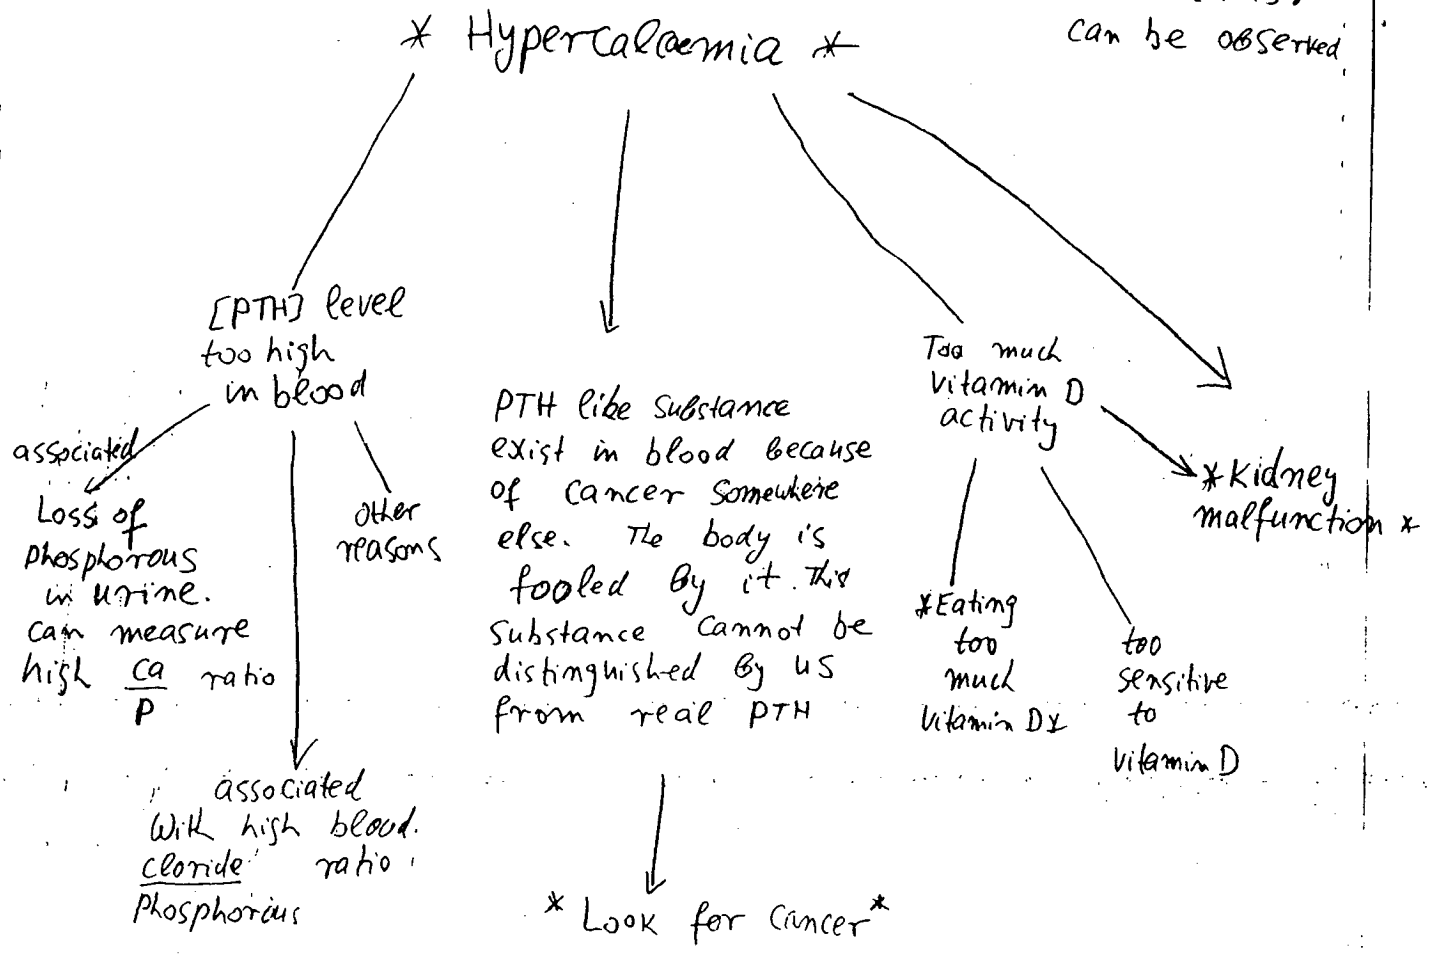 can be observed
* Hypercalaemia *
[PTH] level
too high
in blood
associated
Loss of
phosphorous
in urine.
can measure
high Ca ratio
P
associated
with high blood.
cloride ratio
phosphorous
other
reasons
PTH like substance
exist in blood because
of cancer somewhere
else. The body is
fooled by it. This
substance cannot be
distinguished by us
from real PTH
* Look for cancer *
Too much
vitamin D
activity
*Eating
too
much
vitamin D*
too
sensitive
to
vitamin D
*Kidney
malfunction *